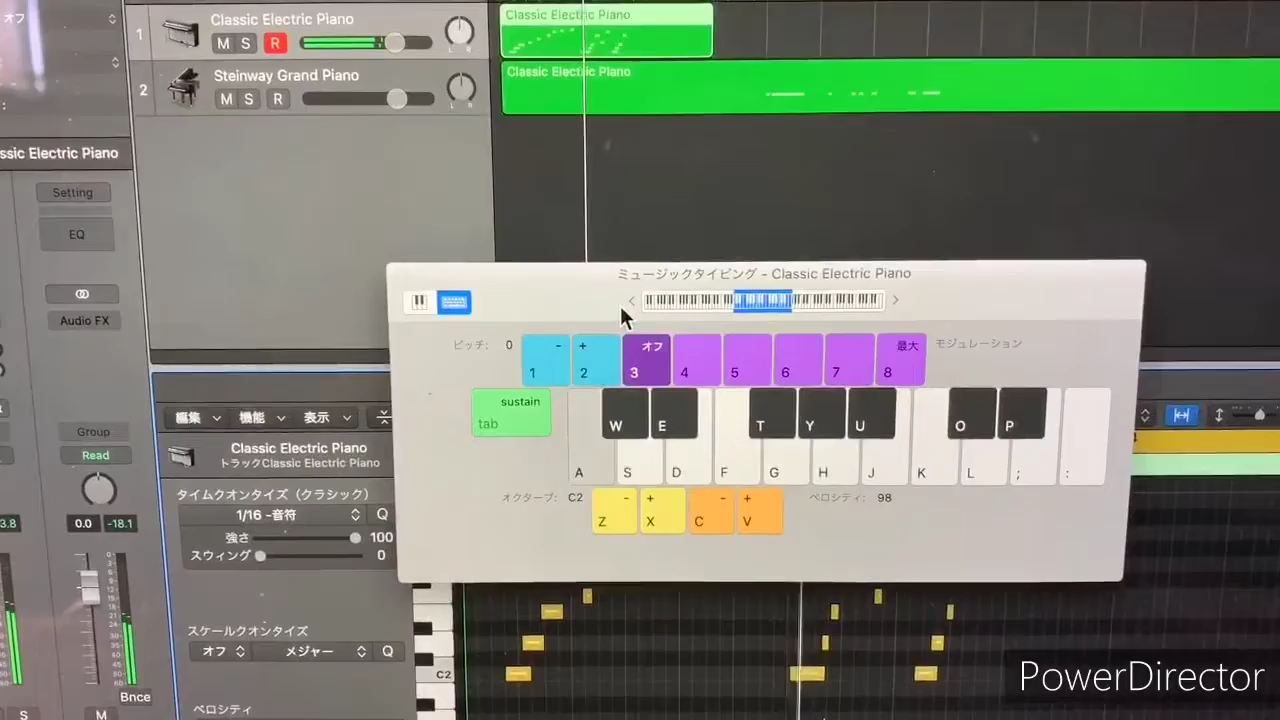 オフ
Classic Electric Piano
1
M S R
L R
Classic Electric Piano
Steinway Grand Piano
2
M S R
L R
Classic Electric Piano
ssic Electric Piano
Setting
EQ
Audio FX
Group
Read
3.8
0.0 -18.1
Bnce
S
M
ミュージックタイピング - Classic Electric Piano
ピッチ: 0
- 1
+ 2
オフ 3
4
5
6
7
最大 8
モジュレーション
sustain
tab
W E T Y U O P
A S D F G H J K L ; :
オクターブ: C2
- Z
+ X
- C
+ V
ベロシティ: 98
編集 機能 表示
Classic Electric Piano
トラックClassic Electric Piano
タイムクオンタイズ（クラシック）
1/16 -音符 Q
強さ 100
スウィング 0
スケールクオンタイズ
オフ メジャー Q
ベロシティ
C2
PowerDirector